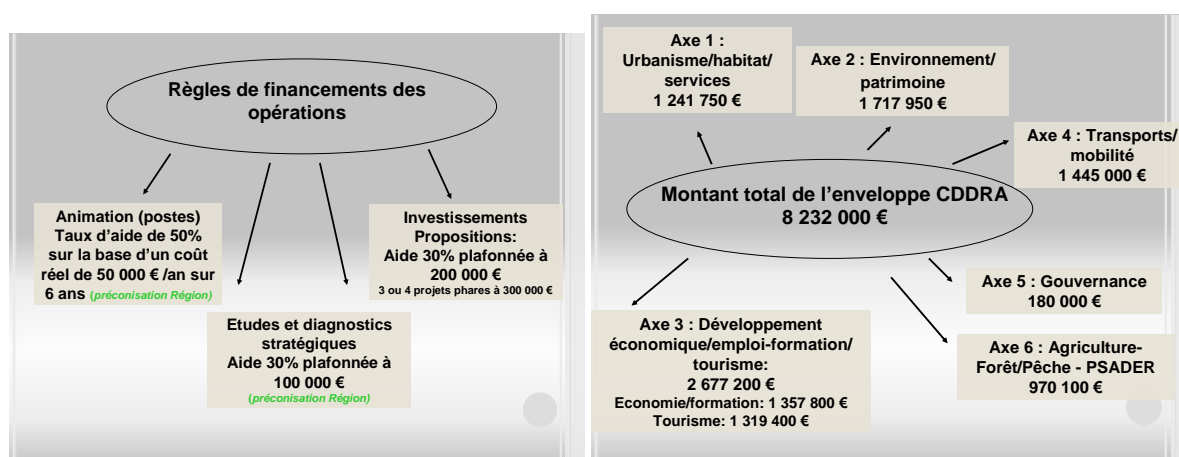 Règles de financements des
opérations
Animation (postes)
Taux d'aide de 50%
sur la base d'un coût
réel de 50 000 € /an sur
6 ans (préconisation Région)
Etudes et diagnostics
stratégiques
Aide 30% plafonnée à
100 000 €
(préconisation Région)
Investissements
Propositions:
Aide 30% plafonnée à
200 000 €
3 ou 4 projets phares à 300 000 €
Axe 1 :
Urbanisme/habitat/
services
1 241 750 €
Axe 2 : Environnement/
patrimoine
1 717 950 €
Axe 4 : Transports/
mobilité
1 445 000 €
Montant total de l'enveloppe CDDRA
8 232 000 €
Axe 3 : Développement
économique/emploi-formation/
tourisme:
2 677 200 €
Economie/formation: 1 357 800 €
Tourisme: 1 319 400 €
Axe 5 : Gouvernance
180 000 €
Axe 6 : Agriculture-
Forêt/Pêche - PSADER
970 100 €